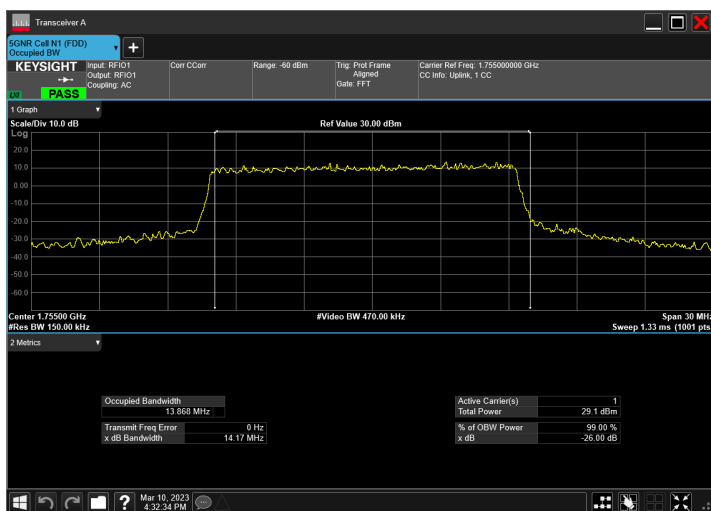 Transceiver A
5GNR Cell N1 (FDD)
Occupied BW
KEYSIGHT
LXI
PASS
Input: RFIO1
Output: RFIO1
Coupling: AC
Corr CCorr
Range: -60 dBm
Trig: Prot Frame
Aligned
Gate: FFT
Carrier Ref Freq: 1.755000000 GHz
CC Info: Uplink, 1 CC
1 Graph
Scale/Div 10.0 dB
Ref Value 30.00 dBm
Log
20.0
10.0
0.00
-10.0
-20.0
-30.0
-40.0
-50.0
-60.0
Center 1.75500 GHz
#Video BW 470.00 kHz
Span 30 MHz
#Res BW 150.00 kHz
Sweep 1.33 ms (1001 pts
2 Metrics
Occupied Bandwidth
13.868 MHz
Transmit Freq Error 0 Hz
x dB Bandwidth 14.17 MHz
Active Carrier(s) 1
Total Power 29.1 dBm
% of OBW Power 99.00 %
x dB -26.00 dB
Mar 10, 2023
4:32:34 PM